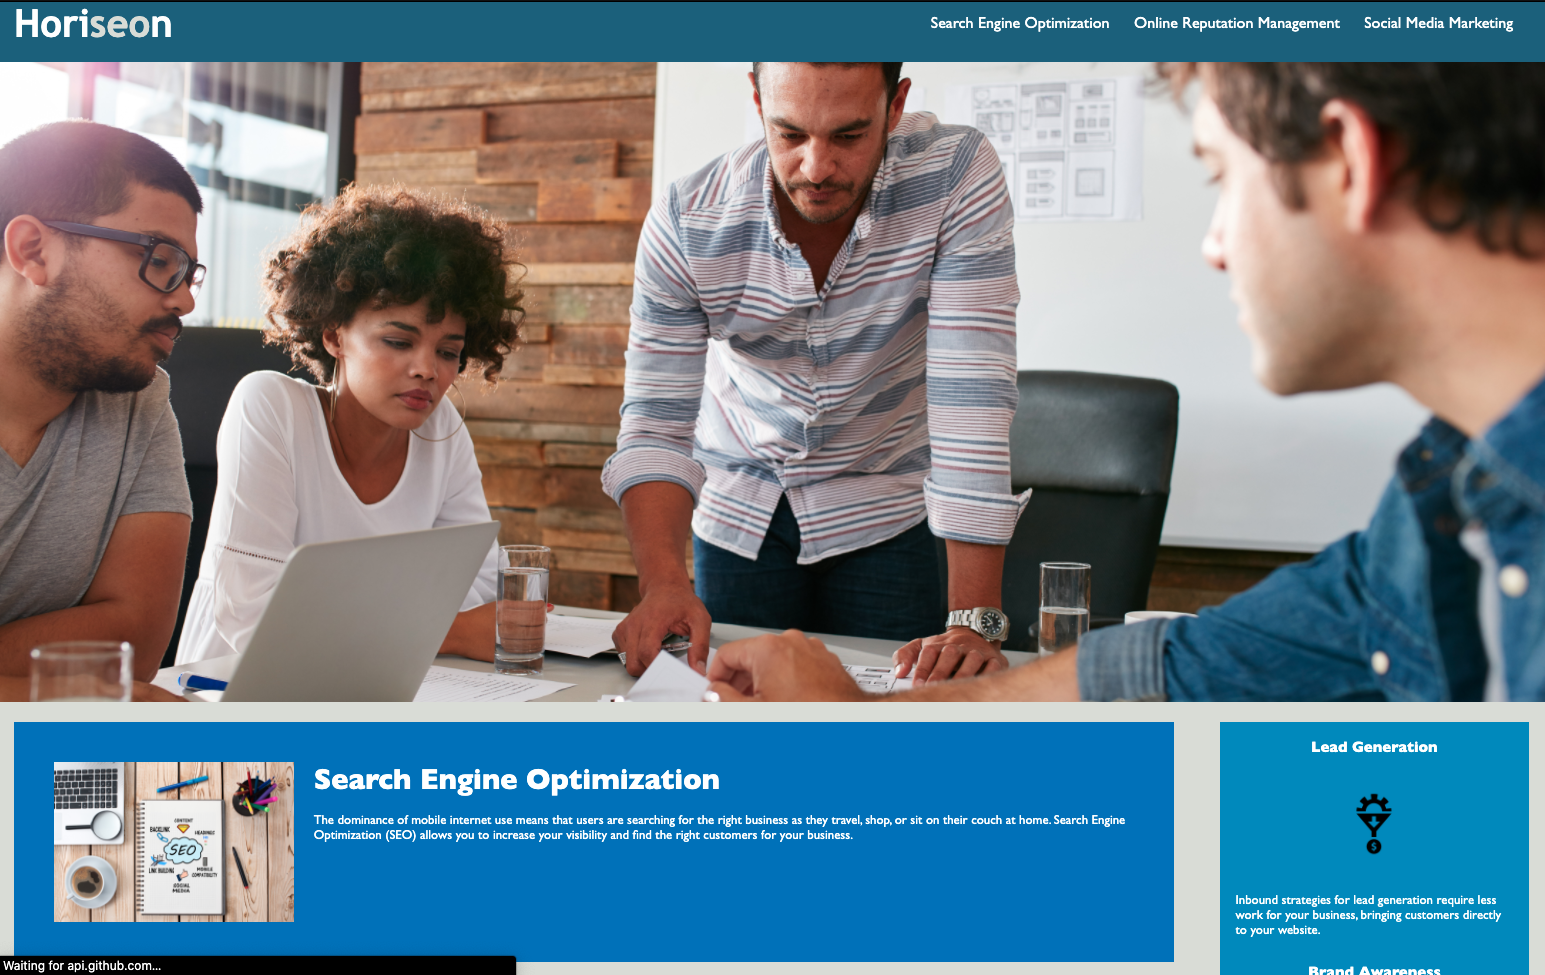 Horiseon
Search Engine Optimization
Online Reputation Management
Social Media Marketing
Search Engine Optimization
The dominance of mobile internet use means that users are searching for the right business as they travel, shop, or sit on their couch at home. Search Engine
Optimization (SEO) allows you to increase your visibility and find the right customers for your business.
CONTENT
BACKLINK
HEADINGS
SEO
LINK BUILDING
MOBILE
COMPATIBILITY
SOCIAL
MEDIA
Lead Generation
$
Inbound strategies for lead generation require less
work for your business, bringing customers directly
to your website.
Brand Awareness
Waiting for api.github.com...